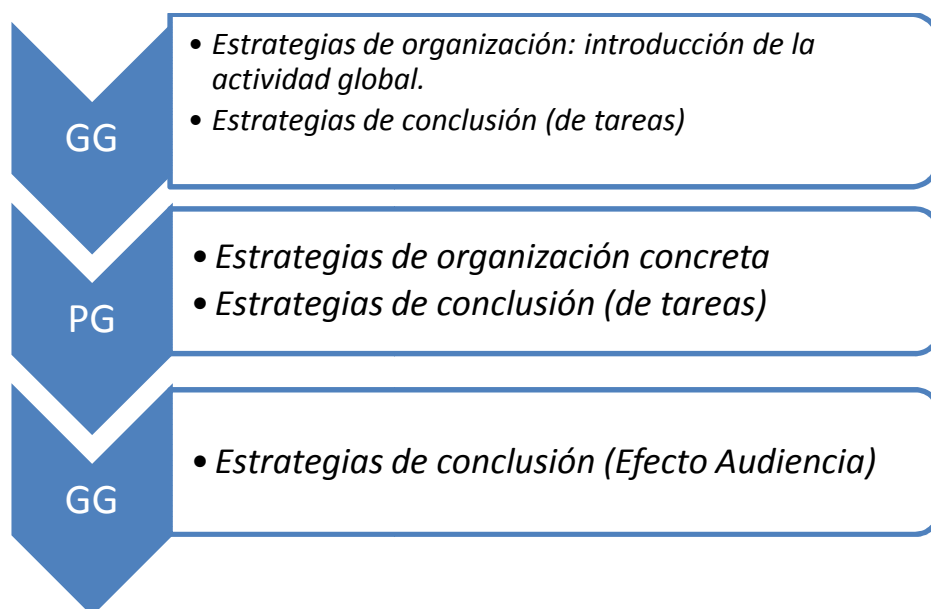 GG
• Estrategias de organización: introducción de la
actividad global.
• Estrategias de conclusión (de tareas)
PG
• Estrategias de organización concreta
• Estrategias de conclusión (de tareas)
GG
• Estrategias de conclusión (Efecto Audiencia)